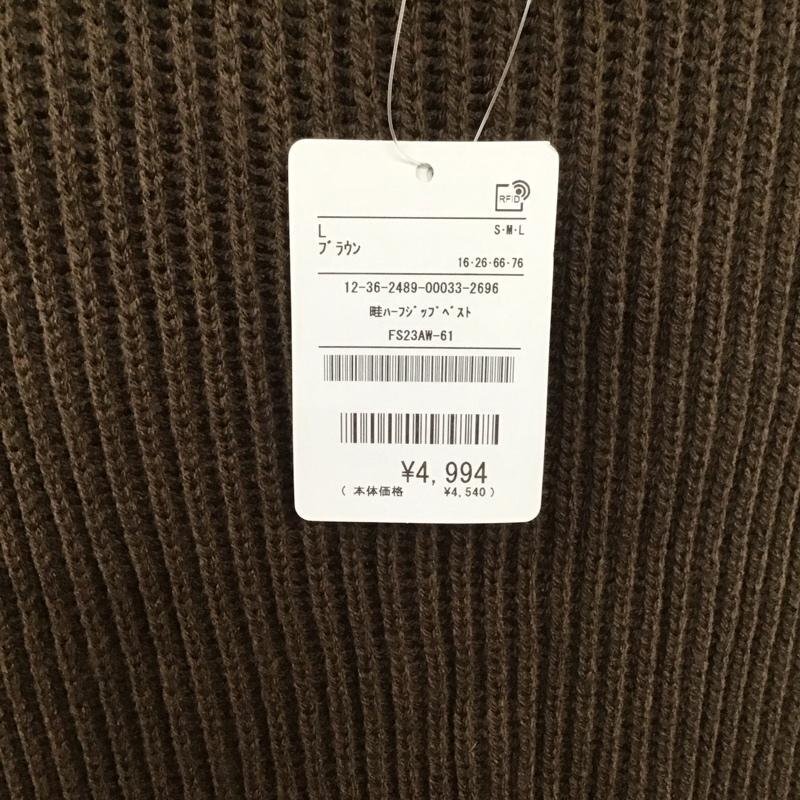 RFID
L S·M·L
ﾌﾞﾗｳﾝ
16·26·66·76
12-36-2489-00033-2696
畦ﾊｰﾌｼﾞｯﾌﾟﾍﾞｽﾄ
FS23AW-61
¥4,994
( 本体価格 ¥4,540 )